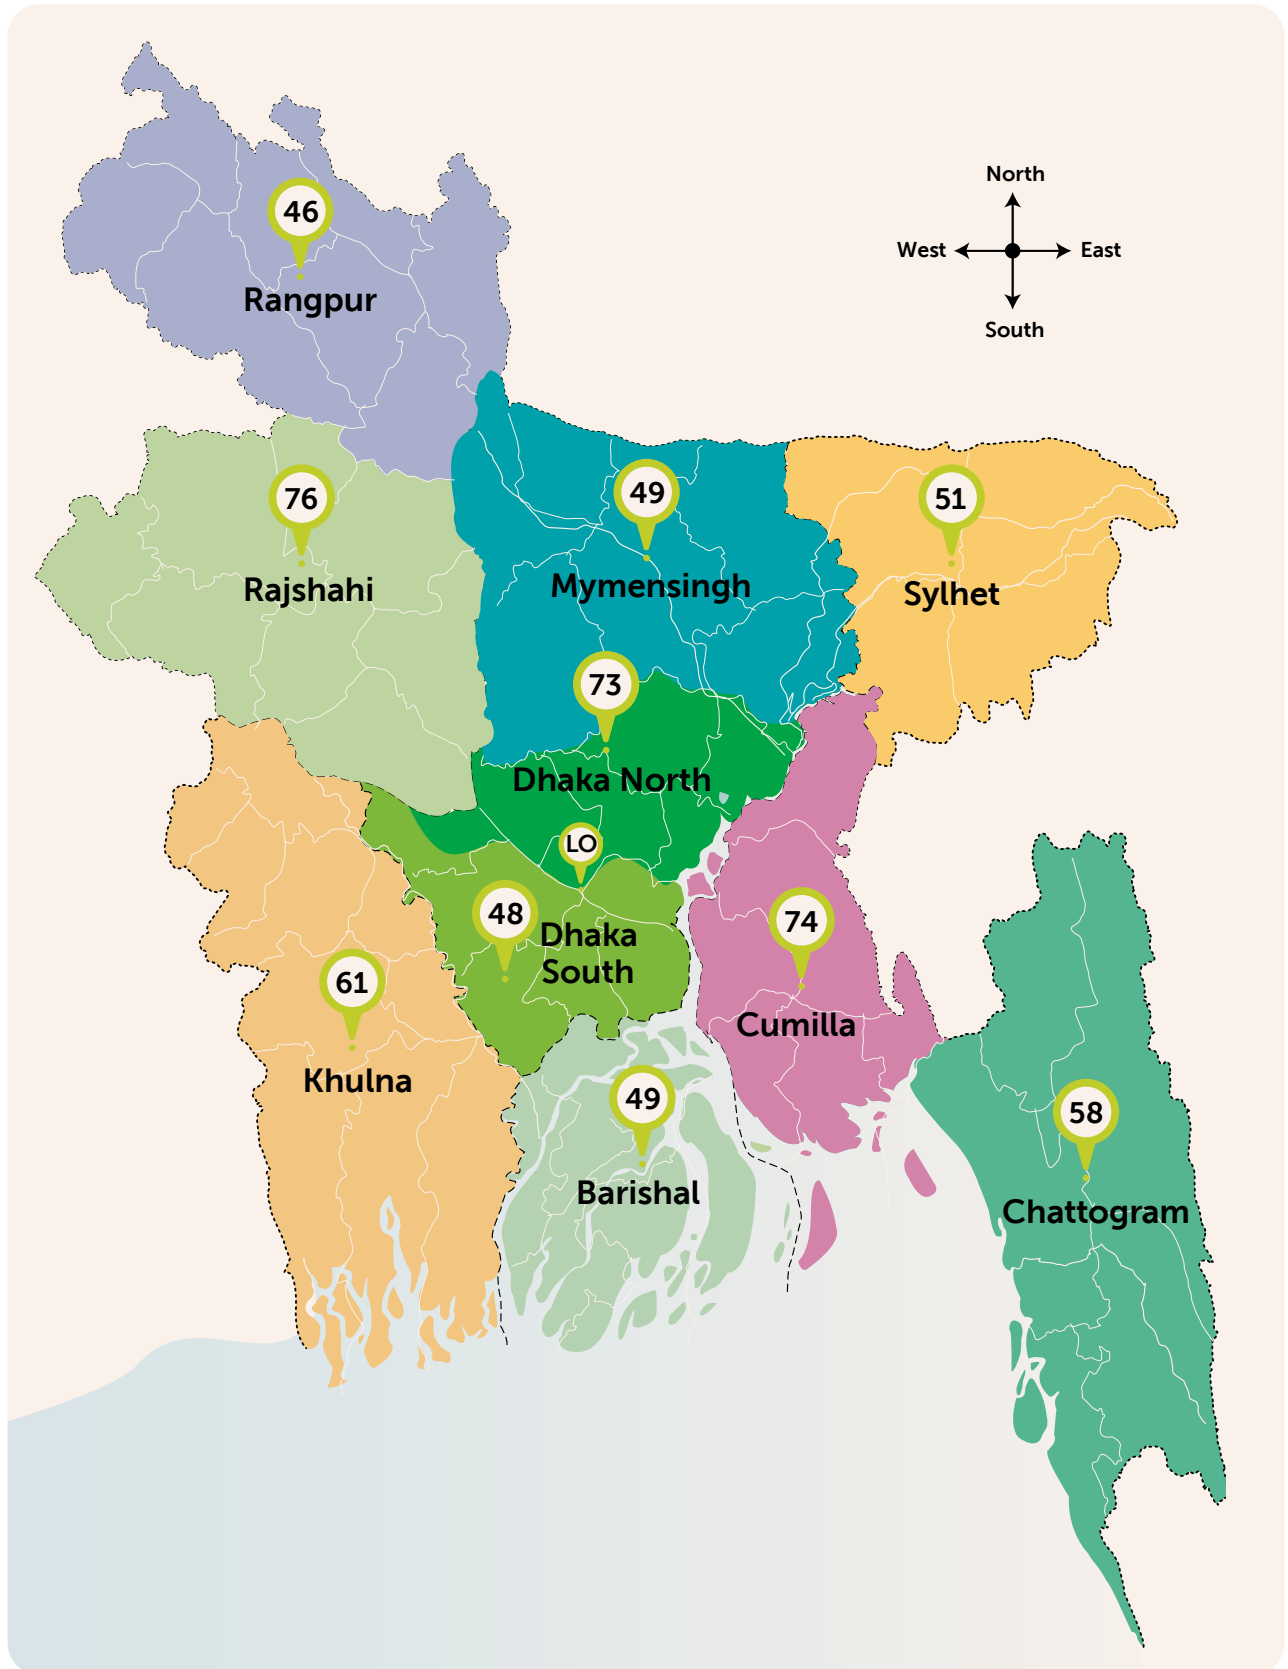 North
West
East
South
46
Rangpur
76
Rajshahi
49
Mymensingh
51
Sylhet
73
Dhaka North
LO
48
Dhaka
South
74
Cumilla
61
Khulna
49
Barishal
58
Chattogram